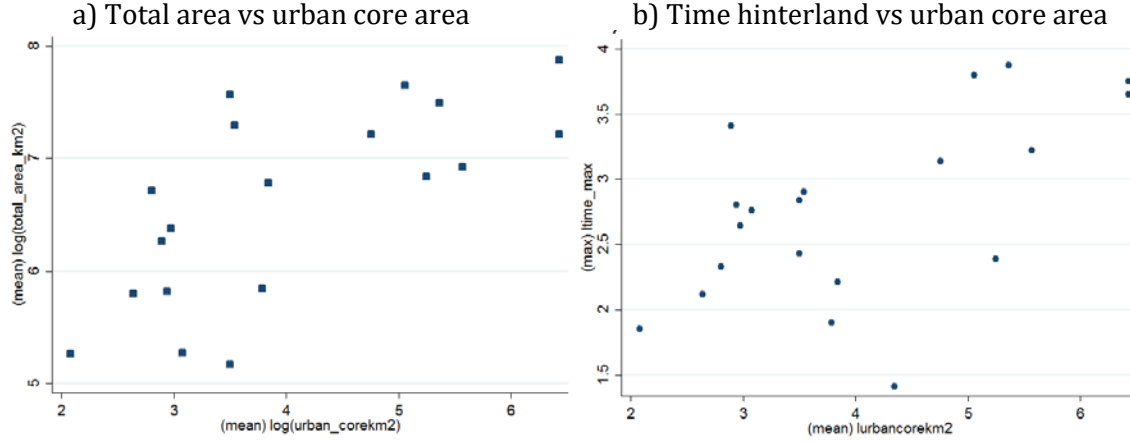 a) Total area vs urban core area
(mean) log(total_area_km2)
8
7
6
5
2 3 4 5 6
(mean) log(urban_corekm2)
b) Time hinterland vs urban core area
(max) ltime_max
4
3.5
3
2.5
2
1.5
2 3 4 5 6
(mean) lurbancorekm2